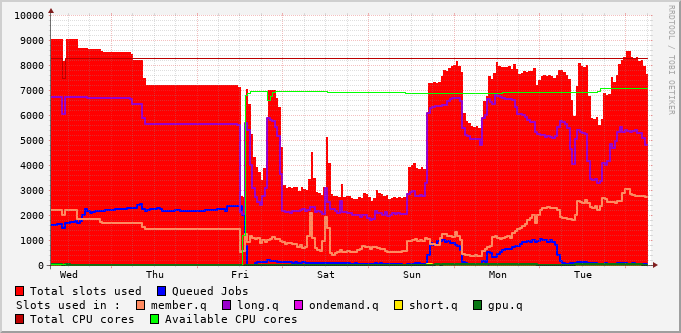 10000
9000
8000
7000
6000
5000
4000
3000
2000
1000
0
Wed Thu Fri Sat Sun Mon Tue
Total slots used Queued Jobs
Slots used in : member.q long.q ondemand.q short.q gpu.q
Total CPU cores Available CPU cores
RRDTOOL / TOBI OETIKER